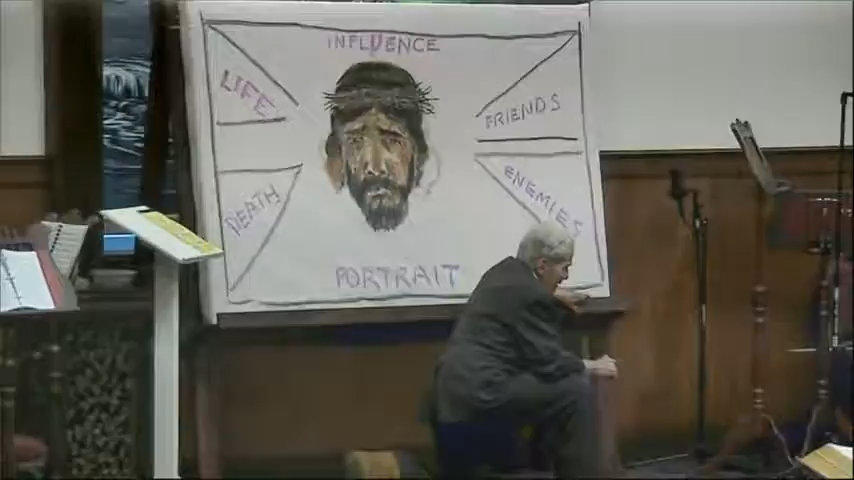 INFLUENCE
LIFE
FRIENDS
DEATH
ENEMIES
PORTRAIT